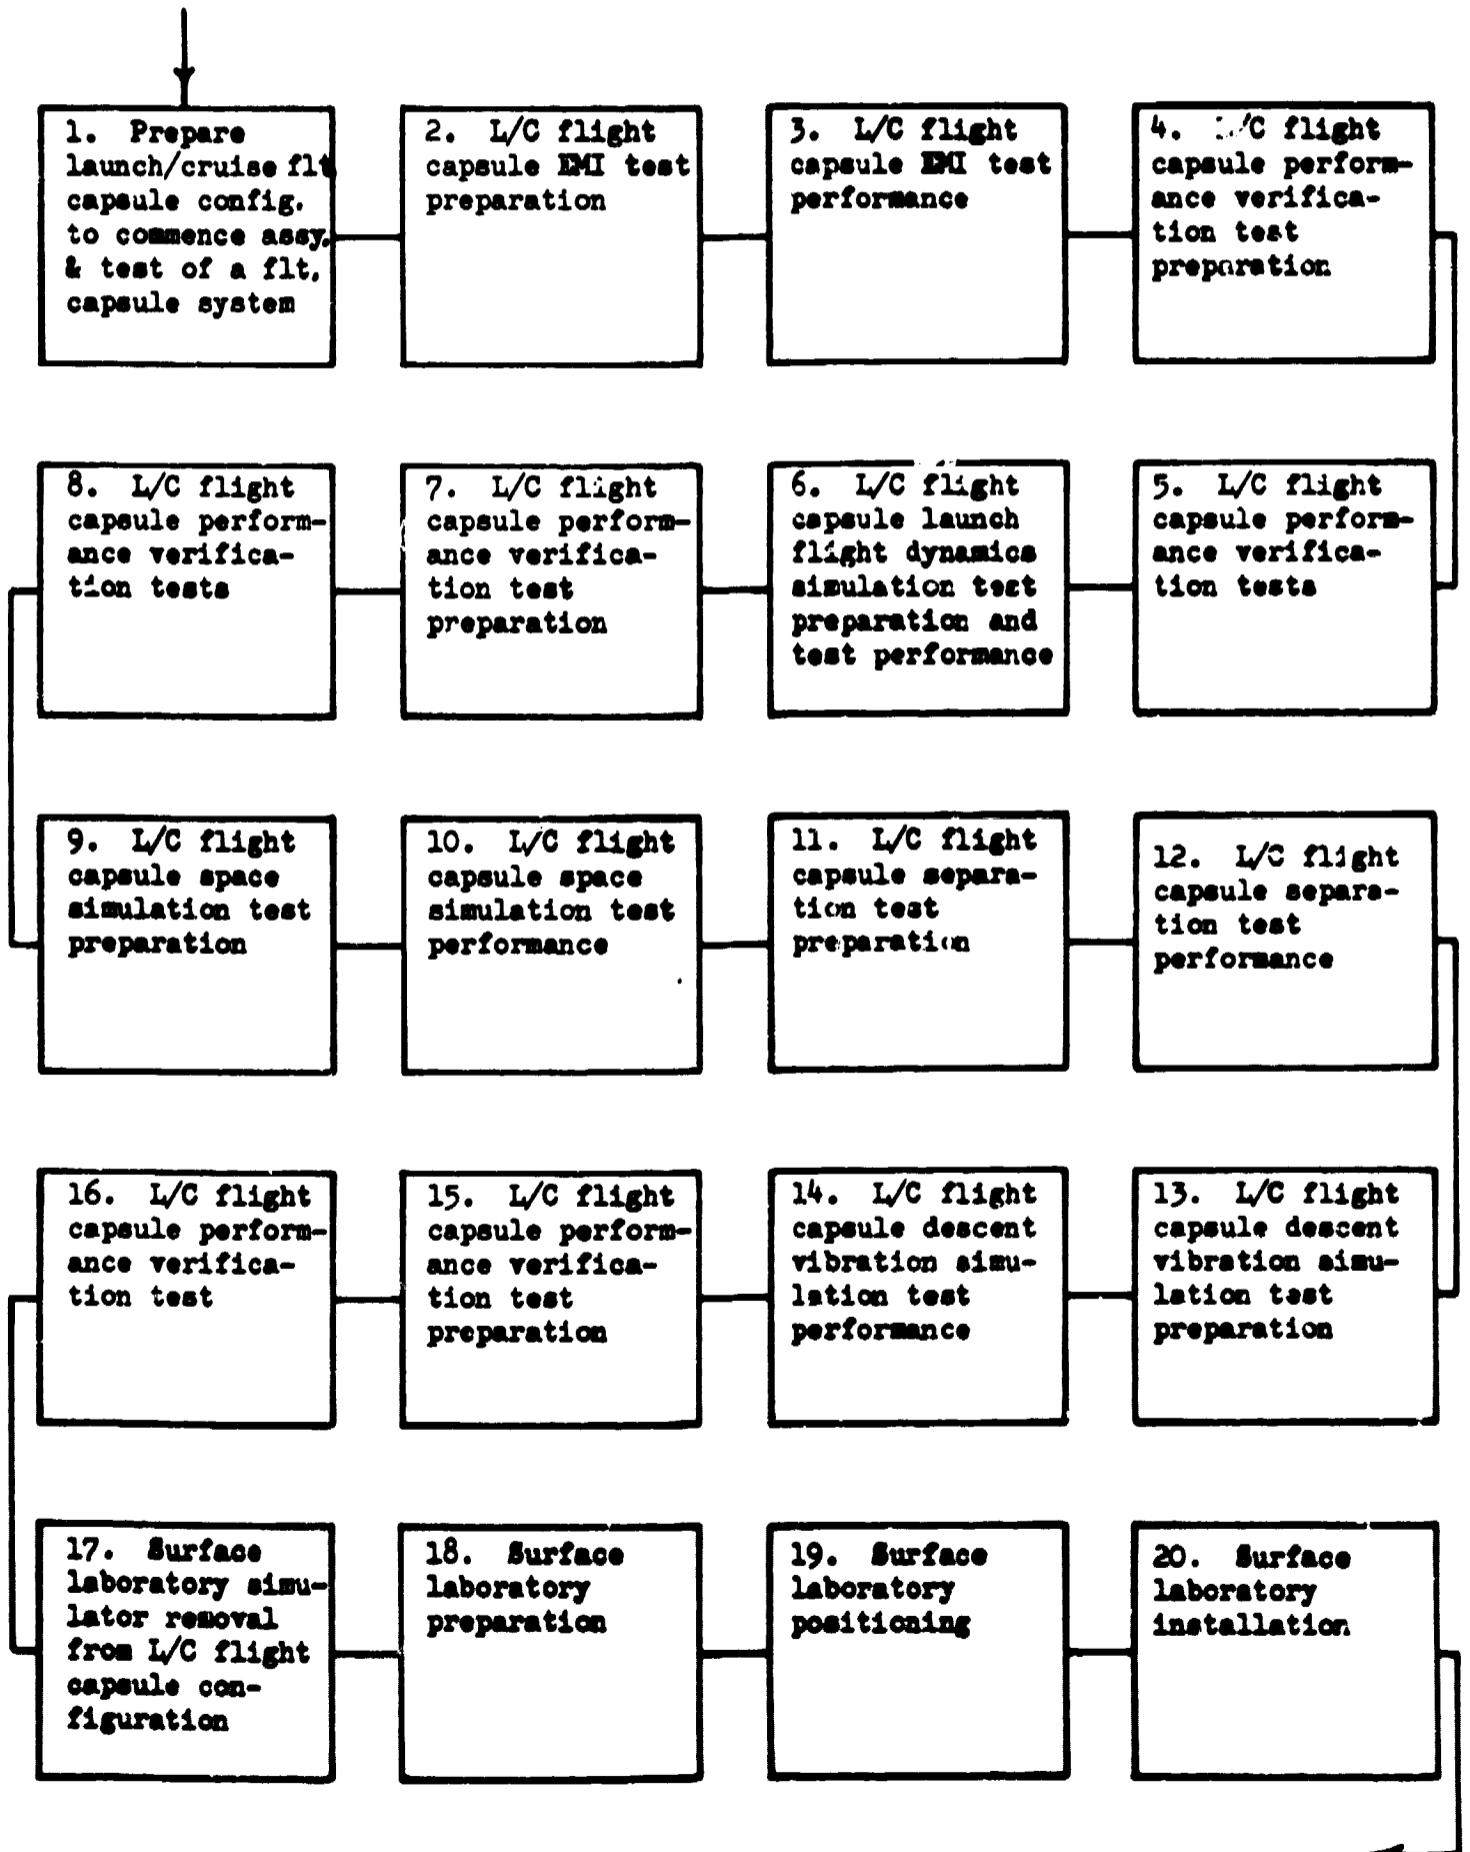 1. Prepare
launch/cruise flt
capsule config.
to commence assy.
& test of a flt.
capsule system
2. L/C flight
capsule EMI test
preparation
3. L/C flight
capsule EMI test
performance
4. L/C flight
capsule perform-
ance verifica-
tion test
preparation
5. L/C flight
capsule perform-
ance verifica-
tion tests
6. L/C flight
capsule launch
flight dynamics
simulation test
preparation and
test performance
7. L/C flight
capsule perform-
ance verifica-
tion test
preparation
8. L/C flight
capsule perform-
ance verifica-
tion tests
9. L/C flight
capsule space
simulation test
preparation
10. L/C flight
capsule space
simulation test
performance
11. L/C flight
capsule separa-
tion test
preparation
12. L/C flight
capsule separa-
tion test
performance
13. L/C flight
capsule descent
vibration simu-
lation test
preparation
14. L/C flight
capsule descent
vibration simu-
lation test
performance
15. L/C flight
capsule perform-
ance verifica-
tion test
preparation
16. L/C flight
capsule perform-
ance verifica-
tion test
17. Surface
laboratory simu-
lator removal
from L/C flight
capsule con-
figuration
18. Surface
laboratory
preparation
19. Surface
laboratory
positioning
20. Surface
laboratory
installation